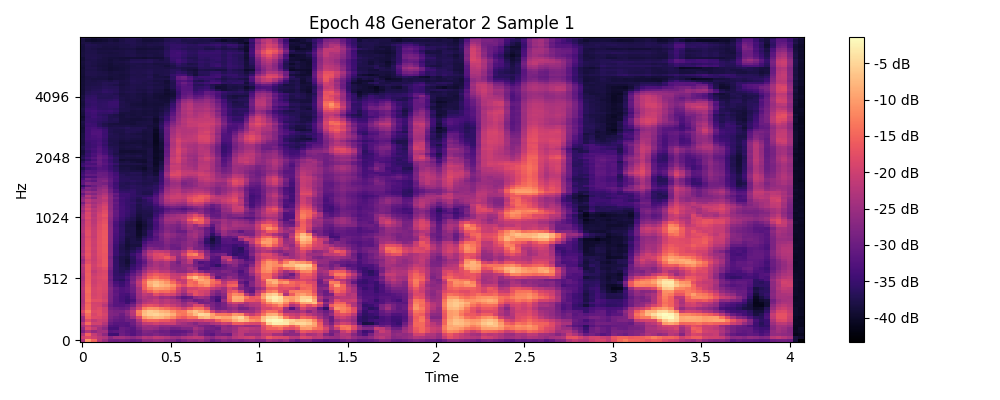 Epoch 48 Generator 2 Sample 1
Hz
4096
2048
1024
512
0
0
0.5
1
1.5
2
2.5
3
3.5
4
Time
-5 dB
-10 dB
-15 dB
-20 dB
-25 dB
-30 dB
-35 dB
-40 dB